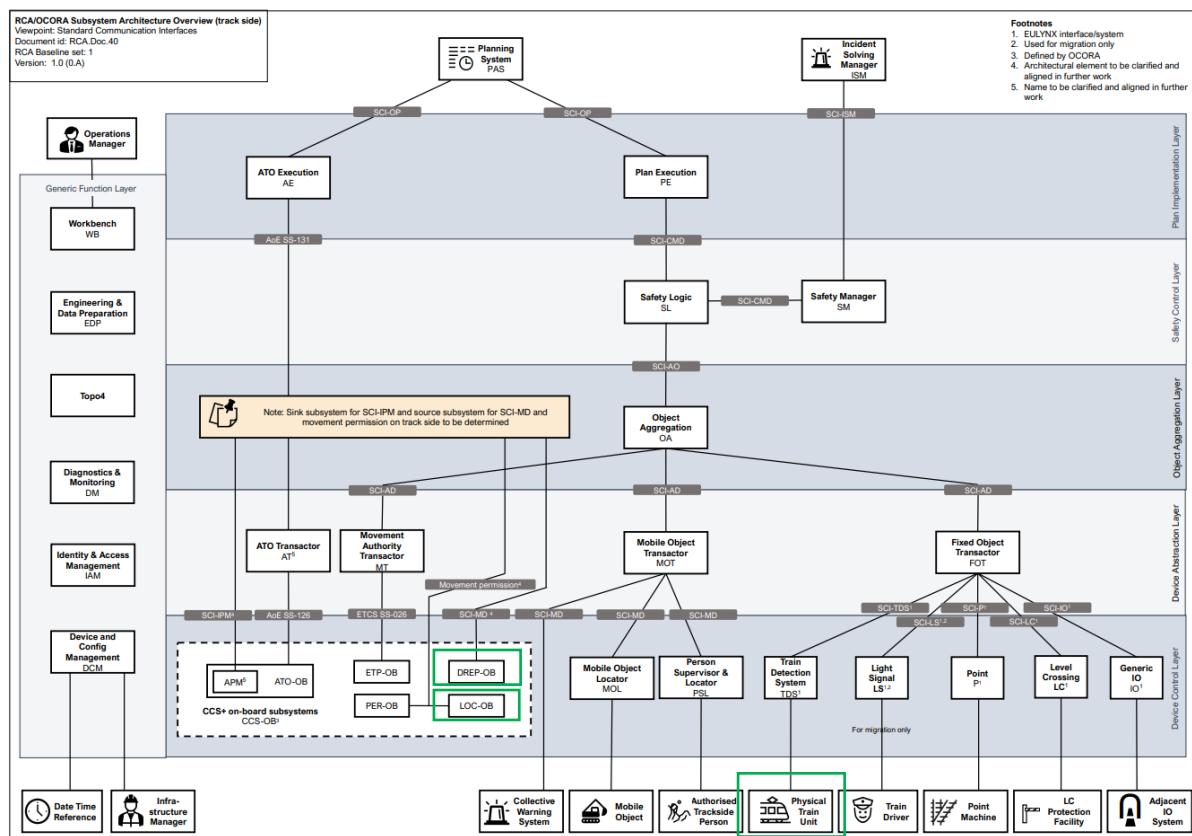 RCA/OCORA Subsystem Architecture Overview (track side)
Viewpoint: Standard Communication Interfaces
Document id: RCA.Doc.40
RCA Baseline set: 1
Version: 1.0 (0.A)
Footnotes
1. EULYNX interface/system
2. Used for migration only
3. Defined by OCORA
4. Architectural element to be clarified and
aligned in further work
5. Name to be clarified and aligned in further
work
Planning
System
PAS
Incident
Solving
Manager
ISM
SCI-OP
SCI-OP
SCI-ISM
Operations
Manager
Generic Function Layer
Workbench
WB
Engineering &
Data Preparation
EDP
Topo4
Diagnostics &
Monitoring
DM
Identity & Access
Management
IAM
Device and
Config
Management
DCM
Plan Implementation Layer
ATO Execution
AE
Plan Execution
PE
AoE SS-131
SCI-CMD
Safety Control Layer
Safety Logic
SL
SCI-CMD
Safety Manager
SM
SCI-AO
Object Aggregation Layer
Note: Sink subsystem for SCI-IPM and source subsystem for SCI-MD and
movement permission on track side to be determined
Object
Aggregation
OA
SCI-AD
SCI-AD
SCI-AD
Device Abstraction Layer
ATO Transactor
AT⁵
Movement
Authority
Transactor
MT
Mobile Object
Transactor
MOT
Fixed Object
Transactor
FOT
Movement permission⁴
SCI-IPM⁴
AoE SS-126
ETCS SS-026
SCI-MD ⁴
SCI-MD
SCI-MD
SCI-MD
SCI-TDS¹
SCI-LS¹,²
SCI-P¹
SCI-LC¹
SCI-IO¹
Device Control Layer
APM⁵
ATO-OB
ETP-OB
DREP-OB
PER-OB
LOC-OB
CCS+ on-board subsystems
CCS-OB³
Mobile Object
Locator
MOL
Person
Supervisor &
Locator
PSL
Train
Detection
System
TDS¹
Light
Signal
LS¹,²
Point
P¹
Level
Crossing
LC¹
Generic
IO
IO¹
For migration only
Date Time
Reference
Infra-
structure
Manager
Collective
Warning
System
Mobile
Object
Authorised
Trackside
Person
Physical
Train
Unit
Train
Driver
Point
Machine
LC
Protection
Facility
Adjacent
IO
System